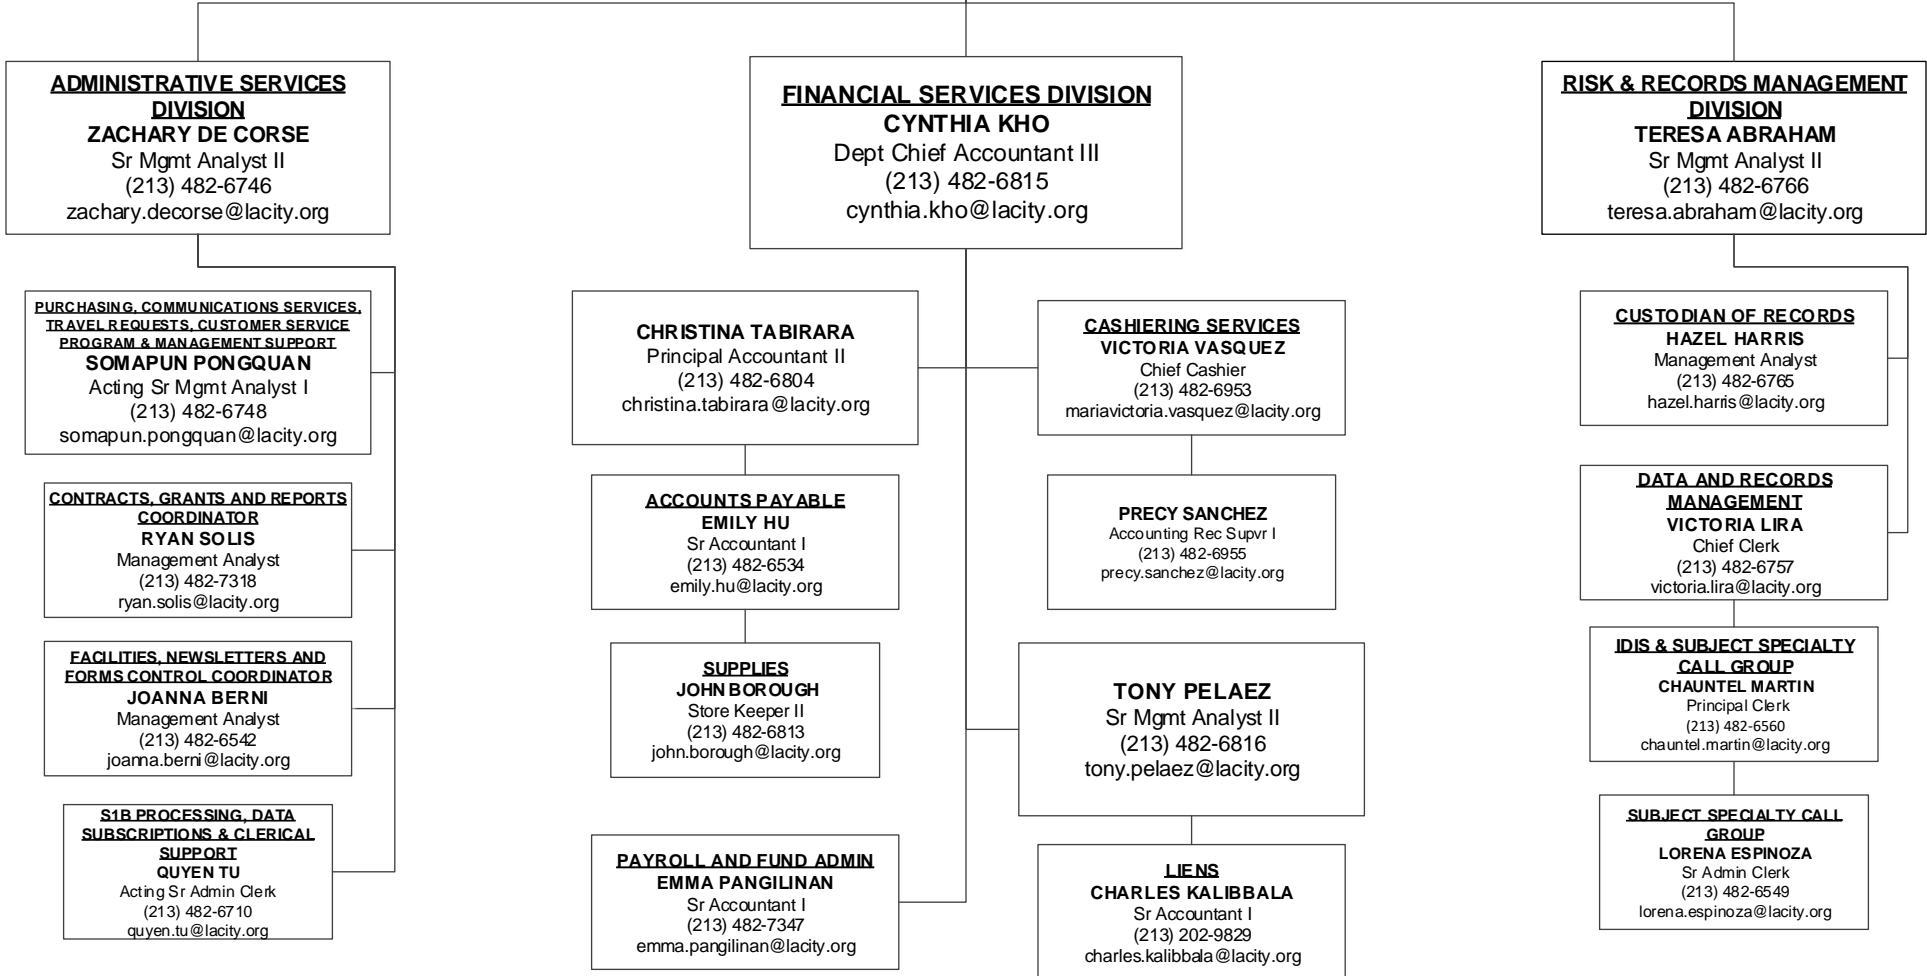 ADMINISTRATIVE SERVICES
DIVISION
ZACHARY DE CORSE
Sr Mgmt Analyst II
(213) 482-6746
zachary.decorse@lacity.org
PURCHASING, COMMUNICATIONS SERVICES,
TRAVEL REQUESTS, CUSTOMER SERVICE
PROGRAM & MANAGEMENT SUPPORT
SOMAPUN PONGQUAN
Acting Sr Mgmt Analyst I
(213) 482-6748
somapun.pongquan@lacity.org
CONTRACTS, GRANTS AND REPORTS
COORDINATOR
RYAN SOLIS
Management Analyst
(213) 482-7318
ryan.solis@lacity.org
FACILITIES, NEWSLETTERS AND
FORMS CONTROL COORDINATOR
JOANNA BERNI
Management Analyst
(213) 482-6542
joanna.berni@lacity.org
S1B PROCESSING, DATA
SUBSCRIPTIONS & CLERICAL
SUPPORT
QUYEN TU
Acting Sr Admin Clerk
(213) 482-6710
quyen.tu@lacity.org
FINANCIAL SERVICES DIVISION
CYNTHIA KHO
Dept Chief Accountant III
(213) 482-6815
cynthia.kho@lacity.org
CHRISTINA TABIRARA
Principal Accountant II
(213) 482-6804
christina.tabirara@lacity.org
ACCOUNTS PAYABLE
EMILY HU
Sr Accountant I
(213) 482-6534
emily.hu@lacity.org
SUPPLIES
JOHN BOROUGH
Store Keeper II
(213) 482-6813
john.borough@lacity.org
PAYROLL AND FUND ADMIN
EMMA PANGILINAN
Sr Accountant I
(213) 482-7347
emma.pangilinan@lacity.org
CASHIERING SERVICES
VICTORIA VASQUEZ
Chief Cashier
(213) 482-6953
mariavictoria.vasquez@lacity.org
PRECY SANCHEZ
Accounting Rec Supvr I
(213) 482-6955
precy.sanchez@lacity.org
TONY PELAEZ
Sr Mgmt Analyst II
(213) 482-6816
tony.pelaez@lacity.org
LIENS
CHARLES KALIBBALA
Sr Accountant I
(213) 202-9829
charles.kalibbala@lacity.org
RISK & RECORDS MANAGEMENT
DIVISION
TERESA ABRAHAM
Sr Mgmt Analyst II
(213) 482-6766
teresa.abraham@lacity.org
CUSTODIAN OF RECORDS
HAZEL HARRIS
Management Analyst
(213) 482-6765
hazel.harris@lacity.org
DATA AND RECORDS
MANAGEMENT
VICTORIA LIRA
Chief Clerk
(213) 482-6757
victoria.lira@lacity.org
IDIS & SUBJECT SPECIALTY
CALL GROUP
CHAUNTEL MARTIN
Principal Clerk
(213) 482-6560
chauntel.martin@lacity.org
SUBJECT SPECIALTY CALL
GROUP
LORENA ESPINOZA
Sr Admin Clerk
(213) 482-6549
lorena.espinoza@lacity.org